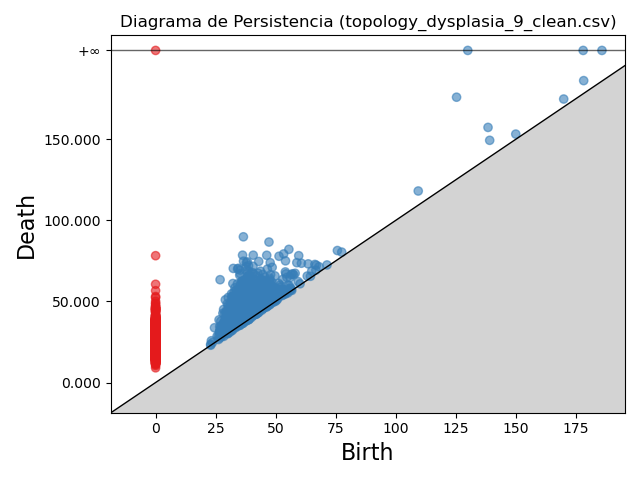 Diagrama de Persistencia (topology_dysplasia_9_clean.csv)
+∞
150.000
100.000
50.000
0.000
Death
0 25 50 75 100 125 150 175
Birth